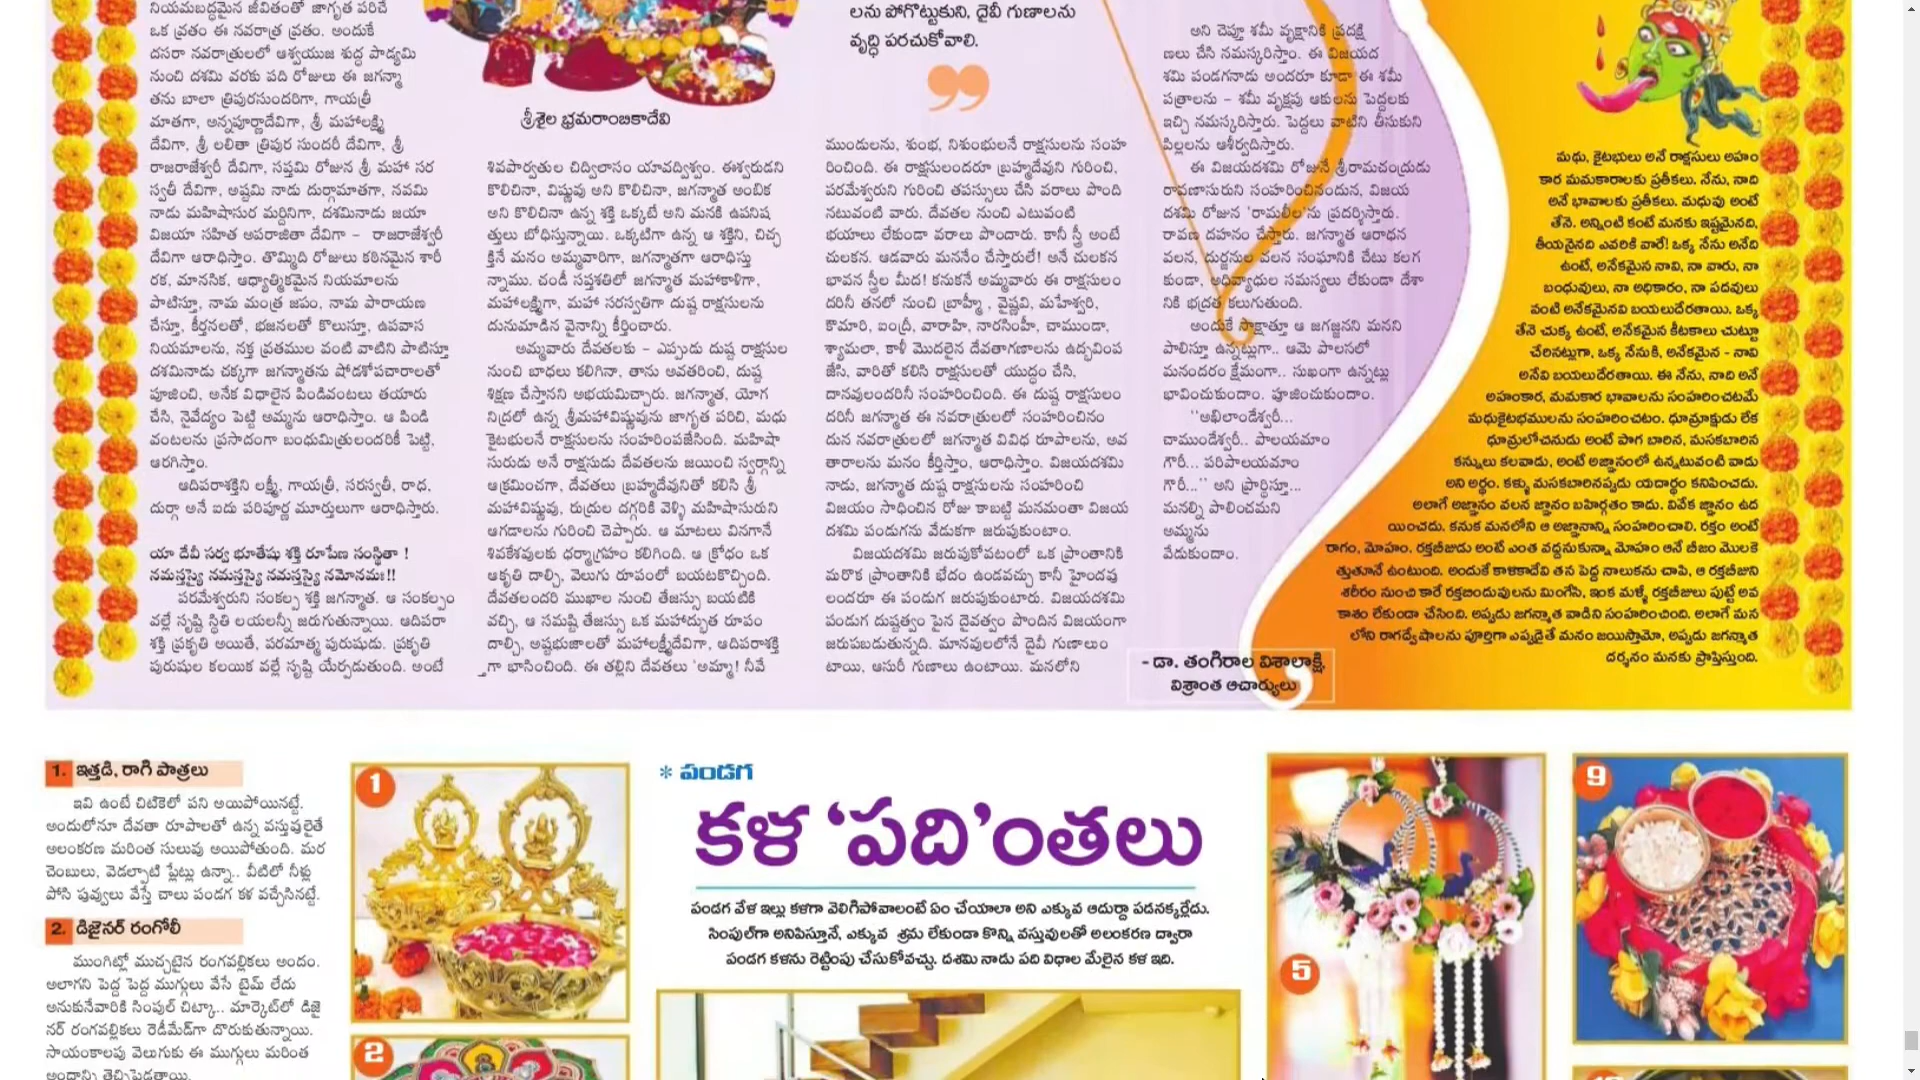 నియమబద్ధమైన జీవితంతో జాగృత పరిచే
ఒక వ్రతం ఈ నవరాత్ర వ్రతం. అందుకే
దసరా నవరాత్రులలో ఆశ్వయుజ శుద్ధ పాడ్యమి
నుంచి దశమి వరకు పది రోజులు ఈ జగన్మా
తను బాలా త్రిపురసుందరిగా, గాయత్రీ
మాతగా, అన్నపూర్ణాదేవిగా, శ్రీ మహాలక్ష్మి
దేవిగా, శ్రీ లలితా త్రిపుర సుందరీ దేవిగా, శ్రీ
రాజరాజేశ్వరీ దేవిగా, సప్తమి రోజున శ్రీ మహా సర
స్వతీ దేవిగా, అష్టమి నాడు దుర్గామాతగా, నవమి
నాడు మహిషాసుర మర్దినిగా, దశమినాడు జయా
విజయా సహిత అపరాజితా దేవిగా – రాజరాజేశ్వరీ
దేవిగా ఆరాధిస్తాం. తొమ్మిది రోజులు కఠినమైన శారీ
రక, మానసిక, ఆధ్యాత్మికమైన నియమాలను
పాటిస్తూ, నామ మంత్ర జపం, నామ పారాయణ
చేస్తూ, కీర్తనలతో, భజనలతో కొలుస్తూ, ఉపవాస
నియమాలను, నక్త వ్రతముల వంటి వాటిని పాటిస్తూ
దశమినాడు చక్కగా జగన్మాతను షోడశోపచారాలతో
పూజించి, అనేక విధాలైన పిండివంటలు తయారు
చేసి, నైవేద్యం పెట్టి అమ్మను ఆరాధిస్తాం. ఆ పిండి
వంటలను ప్రసాదంగా బంధుమిత్రులందరికీ పెట్టి,
ఆరగిస్తాం.
ఆదిపరాశక్తిని లక్ష్మీ, గాయత్రీ, సరస్వతీ, రాధ,
దుర్గా అనే ఐదు పరిపూర్ణ మూర్తులుగా ఆరాధిస్తారు.
యా దేవీ సర్వ భూతేషు శక్తి రూపేణ సంస్థితా !
నమస్తస్యై నమస్తస్యై నమస్తస్యై నమోనమః!!
పరమేశ్వరుని సంకల్ప శక్తి జగన్మాత. ఆ సంకల్పం
వల్లే సృష్టి స్థితి లయలన్నీ జరుగుతున్నాయి. ఆదిపరా
శక్తి ప్రకృతి అయితే, పరమాత్మ పురుషుడు. ప్రకృతి
పురుషుల కలయిక వల్లే సృష్టి యేర్పడుతుంది. అంటే
శ్రీశైల భ్రమరాంబికాదేవి
శివపార్వతుల చిద్విలాసం యావద్విశ్వం. ఈశ్వరుడని
కొలిచినా, విష్ణువు అని కొలిచినా, జగన్మాత అంబిక
అని కొలిచినా ఉన్న శక్తి ఒక్కటే అని మనకి ఉపనిష
త్తులు బోధిస్తున్నాయి. ఒక్కటిగా ఉన్న ఆ శక్తిని, చిచ్ఛ
క్తినే మనం అమ్మవారిగా, జగన్మాతగా ఆరాధిస్తు
న్నాము. చండీ సప్తశతిలో జగన్మాత మహాకాళిగా,
మహాలక్ష్మిగా, మహా సరస్వతిగా దుష్ట రాక్షసులను
దునుమాడిన వైనాన్ని కీర్తించారు.
అమ్మవారు దేవతలకు – ఎప్పుడు దుష్ట రాక్షసుల
నుంచి బాధలు కలిగినా, తాను అవతరించి, దుష్ట
శిక్షణ చేస్తానని అభయమిచ్చారు. జగన్మాత, యోగ
నిద్రలో ఉన్న శ్రీమహావిష్ణువును జాగృత పరిచి, మధు
కైటభులనే రాక్షసులను సంహరింపజేసింది. మహిషా
సురుడు అనే రాక్షసుడు దేవతలను జయించి స్వర్గాన్ని
ఆక్రమించగా, దేవతలు బ్రహ్మదేవునితో కలిసి శ్రీ
మహావిష్ణువు, రుద్రుల దగ్గరికి వెళ్ళి మహిషాసురుని
ఆగడాలను గురించి చెప్పారు. ఆ మాటలు వినగానే
శివకేశవులకు ధర్మాగ్రహం కలిగింది. ఆ క్రోధం ఒక
ఆకృతి దాల్చి, వెలుగు రూపంలో బయటకొచ్చింది.
దేవతలందరి ముఖాల నుంచి తేజస్సు బయటికి
వచ్చి, ఆ సమష్టి తేజస్సు ఒక మహాద్భుత రూపం
దాల్చి, అష్టభుజాలతో మహాలక్ష్మీదేవిగా, ఆదిపరాశక్తి
గా భాసించింది. ఈ తల్లిని దేవతలు ‘అమ్మా! నీవే
లను పోగొట్టుకుని, దైవీ గుణాలను
వృద్ధి పరచుకోవాలి.
ముండులను, శుంభ, నిశుంభులనే రాక్షసులను సంహ
రించింది. ఈ రాక్షసులందరూ బ్రహ్మదేవుని గురించి,
పరమేశ్వరుని గురించి తపస్సులు చేసి వరాలు పొంది
నటువంటి వారు. దేవతల నుంచి ఎటువంటి
భయాలు లేకుండా వరాలు పొందారు. కానీ స్త్రీ అంటే
చులకన. ఆడవారు మననేం చేస్తారులే! అనే చులకన
భావన స్త్రీల మీద! కనుకనే అమ్మవారు ఈ రాక్షసులం
దరినీ తనలో నుంచి బ్రాహ్మీ , వైష్ణవి, మహేశ్వరి,
కౌమారి, ఐంద్రీ, వారాహి, నారసింహీ, చాముండా,
శ్యామలా, కాళీ మొదలైన దేవతాగణాలను ఉద్భవింప
జేసి, వారితో కలిసి రాక్షసులతో యుద్ధం చేసి,
దానవులందరినీ సంహరించింది. ఈ దుష్ట రాక్షసులం
దరినీ జగన్మాత ఈ నవరాత్రులలో సంహరించినం
దున నవరాత్రులలో జగన్మాత వివిధ రూపాలను, అవ
తారాలను మనం కీర్తిస్తాం, ఆరాధిస్తాం. విజయదశమి
నాడు, జగన్మాత దుష్ట రాక్షసులను సంహరించి
విజయం సాధించిన రోజు కాబట్టి మనమంతా విజయ
దశమి పండుగను వేడుకగా జరుపుకుంటాం.
విజయదశమి జరుపుకోవటంలో ఒక ప్రాంతానికి
మరొక ప్రాంతానికి భేదం ఉండవచ్చు కానీ హైందవు
లందరూ ఈ పండుగ జరుపుకుంటారు. విజయదశమి
పండుగ దుష్టత్వం పైన దైవత్వం పొందిన విజయంగా
జరుపబడుతున్నది. మానవులలోనే దైవీ గుణాలుం
టాయి, ఆసురీ గుణాలు ఉంటాయి. మనలోని
అని చెప్తూ శమీ వృక్షానికి ప్రదక్షి
ణలు చేసి నమస్కరిస్తాం. ఈ విజయద
శమి పండగనాడు అందరూ కూడా ఈ శమీ
పత్రాలను – శమీ వృక్షపు ఆకులను పెద్దలకు
ఇచ్చి నమస్కరిస్తారు. పెద్దలు వాటిని తీసుకుని
పిల్లలను ఆశీర్వదిస్తారు.
ఈ విజయదశమి రోజునే శ్రీరామచంద్రుడు
రావణాసురుని సంహరించినందున, విజయ
దశమి రోజున ‘రామలీల’ను ప్రదర్శిస్తారు.
రావణ దహనం చేస్తారు. జగన్మాత ఆరాధన
వలన, దుర్జనుల వలన సంఘానికి చేటు కలగ
కుండా, అధివ్యాధుల సమస్యలు లేకుండా దేశా
నికి భద్రత కలుగుతుంది.
అందుకే సాక్షాత్తూ ఆ జగజ్జనని మనని
పాలిస్తూ ఉన్నట్లుగా.. ఆమె పాలసలో
మనందరం క్షేమంగా.. సుఖంగా ఉన్నట్లు
భావించుకుందాం. పూజించుకుందాం.
‘‘అఖిలాండేశ్వరీ...
చాముండేశ్వరీ.. పాలయమాం
గౌరీ... పరిపాలయమాం
గౌరీ...’’ అని ప్రార్థిస్తూ...
మనల్ని పాలించమని
అమ్మను
వేడుకుందాం.
- డా. తంగిరాల విశాలాక్షి,
విశ్రాంత ఆచార్యులు
మధు, కైటభులు అనే రాక్షసులు అహం
కార మమకారాలకు ప్రతీకలు. నేను, నాది
అనే భావాలకు ప్రతీకలు. మధువు అంటే
తేనె. అన్నింటి కంటే మనకు ఇష్టమైనది,
తీయనైనది ఎవరికి వారే! ఒక్క నేను అనేది
ఉంటే, అనేకమైన నావి, నా వారు, నా
బంధువులు, నా అధికారం, నా పదవులు
వంటి అనేకమైనవి బయలుదేరతాయి. ఒక్క
తేనె చుక్క ఉంటే, అనేకమైన కీటకాలు చుట్టూ
చేరినట్లుగా, ఒక్క నేనుకి, అనేకమైన - నావి
అనేవి బయలుదేరతాయి. ఈ నేను, నాది అనే
అహంకార, మమకార భావాలను సంహరించటమే
మధుకైటభములను సంహరించటం. ధూమ్రాక్షుడు లేక
ధూమ్రలోచనుడు అంటే పొగ బారిన, మసకబారిన
కన్నులు కలవాడు, అంటే అజ్ఞానంలో ఉన్నటువంటి వాడు
అని అర్థం. కళ్ళు మసకబారినప్పడు యదార్థం కనిపించదు.
అలాగే అజ్ఞానం వలన జ్ఞానం బహిర్గతం కాదు. వివేక జ్ఞానం ఉద
యించదు. కనుక మనలోని ఆ అజ్ఞానాన్ని సంహరించాలి. రక్తం అంటే
రాగం, మోహం. రక్తబీజుడు అంటే ఎంత వద్దనుకున్నా మోహం అనే బీజం మొలకె
త్తుతూనే ఉంటుంది. అందుకే కాళికాదేవి తన పెద్ద నాలుకను చాపి, ఆ రక్తబీజుని
శరీరం నుంచి కారే రక్తబిందువులను మింగేసి, ఇంక మళ్ళీ రక్తబీజులు పుట్టే అవ
కాశం లేకుండా చేసింది. అప్పడు జగన్మాత వాడిని సంహరించింది. అలాగే మన
లోని రాగద్వేషాలను పూర్తిగా ఎప్పడైతే మనం జయిస్తామో, అప్పడు జగన్మాత
దర్శనం మనకు ప్రాప్తిస్తుంది.
1. ఇత్తడి, రాగి పాత్రలు
ఇవి ఉంటే చిటికెలో పని అయిపోయినట్టే.
అందులోనూ దేవతా రూపాలతో ఉన్న వస్తువులైతే
అలంకరణ మరింత సులువు అయిపోతుంది. మర
చెంబులు, వెడల్పాటి ప్లేట్లు ఉన్నా.. వీటిలో నీళ్లు
పోసి పువ్వులు వేస్తే చాలు పండగ కళ వచ్చేసినట్టే.
2. డిజైనర్ రంగోలీ
ముంగిట్లో ముచ్చటైన రంగవల్లికలు అందం.
అలాగని పెద్ద పెద్ద ముగ్గులు వేసే టైమ్ లేదు
అనుకునేవారికి సింపుల్ చిట్కా.. మార్కెట్‌లో డిజై
నర్ రంగవల్లికలు రెడీమేడ్‌గా దొరుకుతున్నాయి.
సాయంకాలపు వెలుగుకు ఈ ముగ్గులు మరింత
అందాన్ని తెచ్చిపెడతాయి.
1
2
* పండగ
కళ ‘పది’ంతలు
పండగ వేళ ఇల్లు కళగా వెలిగిపోవాలంటే ఏం చేయాలా అని ఎక్కువ ఆదుర్దా పడనక్కర్లేదు.
సింపుల్‌గా అనిపిస్తూనే, ఎక్కువ శ్రమ లేకుండా కొన్ని వస్తువులతో అలంకరణ ద్వారా
పండగ కళను రెట్టింపు చేసుకోవచ్చు. దశమి నాడు పది విధాల మేలైన కళ ఇది.
5
9